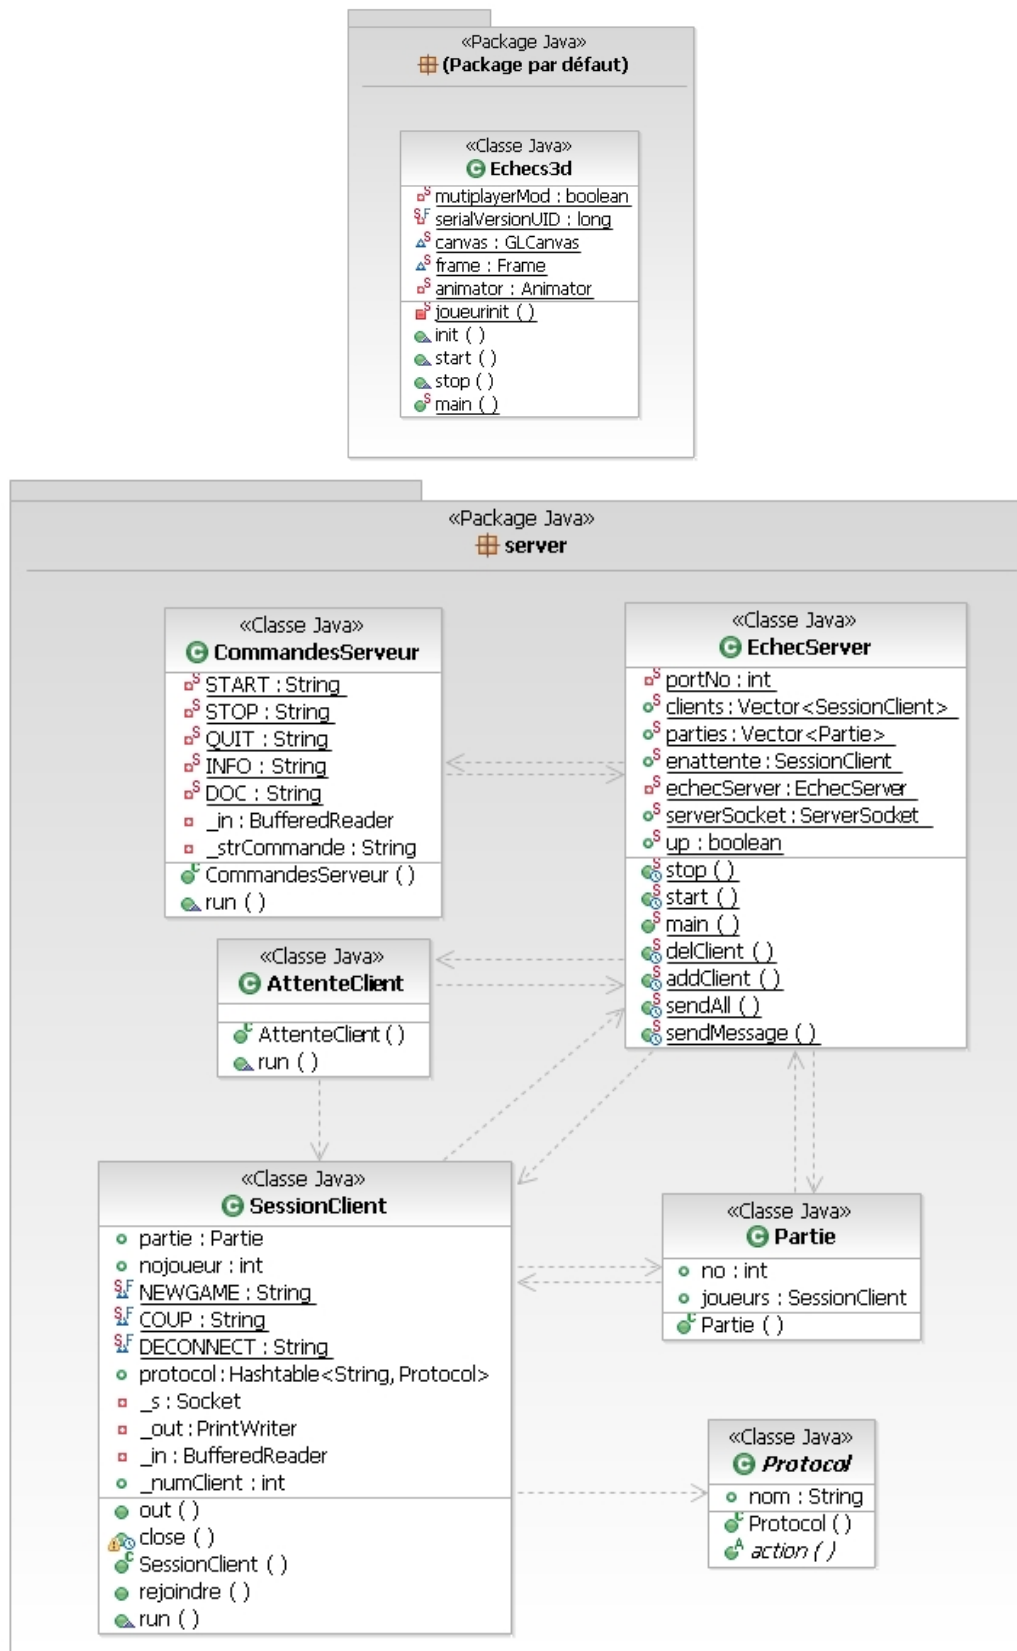 «Package Java»
(Package par défaut)
«Classe Java»
Echecs3d
mutiplayerMod : boolean
serialVersionUID : long
canvas : GLCanvas
frame : Frame
animator : Animator
joueurinit ( )
init ( )
start ( )
stop ( )
main ( )
«Package Java»
server
«Classe Java»
CommandesServeur
START : String
STOP : String
QUIT : String
INFO : String
DOC : String
_in : BufferedReader
_strCommande : String
CommandesServeur ( )
run ( )
«Classe Java»
EchecServer
portNo : int
clients : Vector<SessionClient>
parties : Vector<Partie>
enattente : SessionClient
echecServer : EchecServer
serverSocket : ServerSocket
up : boolean
stop ( )
start ( )
main ( )
delClient ( )
addClient ( )
sendAll ( )
sendMessage ( )
«Classe Java»
AttenteClient
AttenteClient ( )
run ( )
«Classe Java»
SessionClient
partie : Partie
nojoueur : int
NEWGAME : String
COUP : String
DECONNECT : String
protocol : Hashtable<String, Protocol>
_s : Socket
_out : PrintWriter
_in : BufferedReader
_numClient : int
out ( )
close ( )
SessionClient ( )
rejoindre ( )
run ( )
«Classe Java»
Partie
no : int
joueurs : SessionClient
Partie ( )
«Classe Java»
Protocol
nom : String
Protocol ( )
action ( )